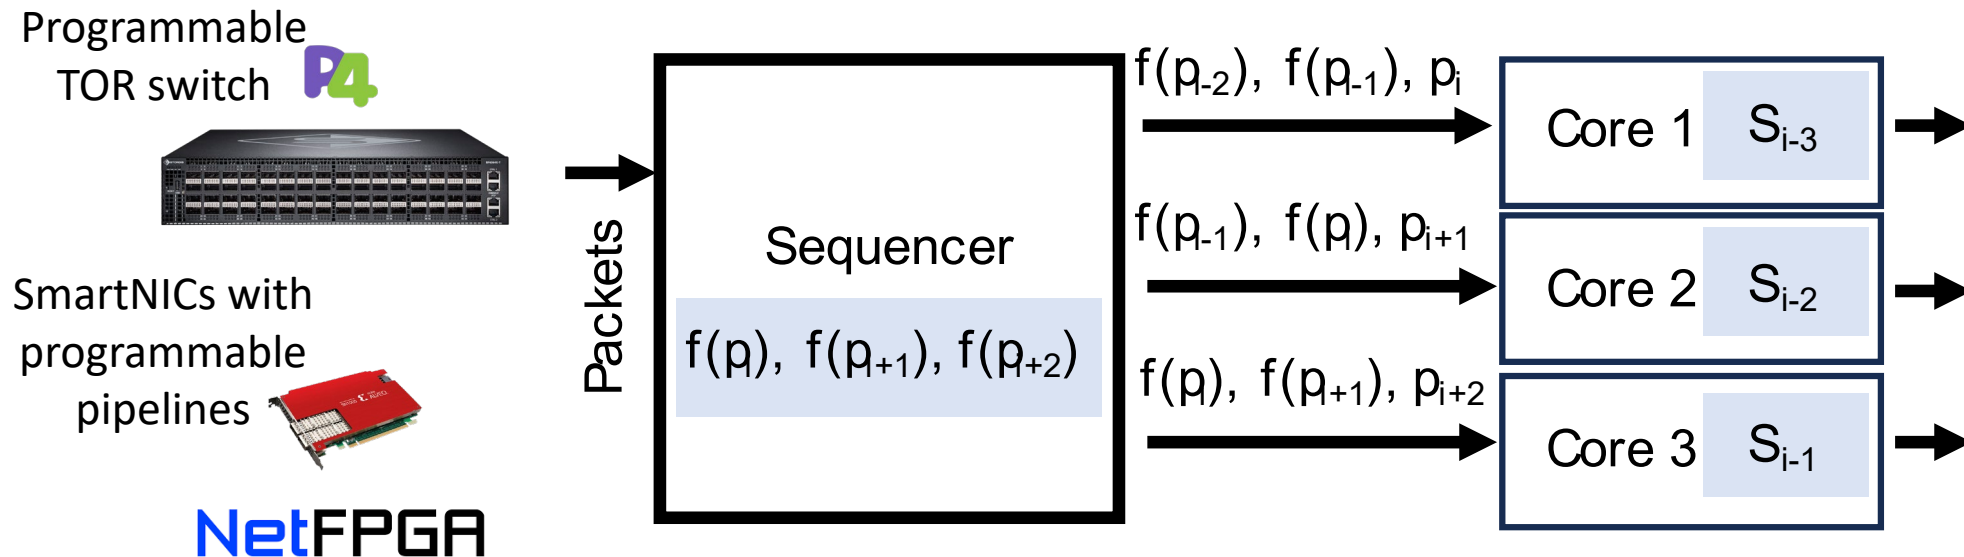 Programmable
TOR switch
P4
SmartNICs with
programmable
pipelines
NetFPGA
Packets
Sequencer
f(pᵢ), f(pᵢ₊₁), f(pᵢ₊₂)
f(pᵢ₋₂), f(pᵢ₋₁), pᵢ
Core 1 Sᵢ₋₃
f(pᵢ₋₁), f(pᵢ), pᵢ₊₁
Core 2 Sᵢ₋₂
f(pᵢ), f(pᵢ₊₁), pᵢ₊₂
Core 3 Sᵢ₋₁